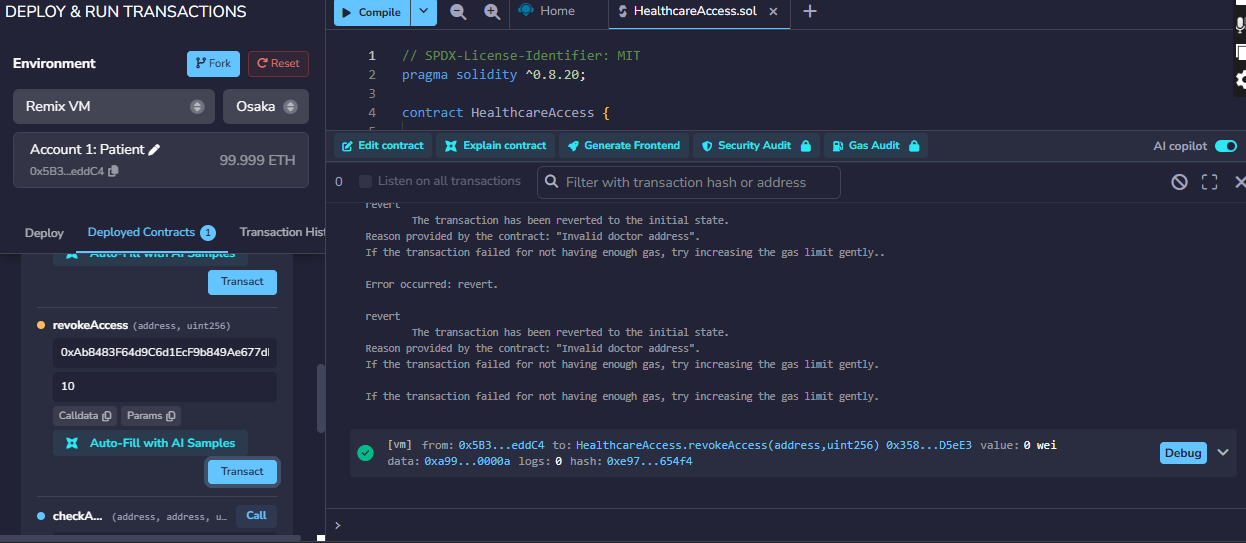 DEPLOY & RUN TRANSACTIONS
Environment
Fork
Reset
Remix VM
Osaka
Account 1: Patient
0x5B3...eddC4
99.999 ETH
Deploy
Deployed Contracts 1
Transaction Hist
Auto-Fill with AI Samples
Transact
revokeAccess (address, uint256)
0xAb8483F64d9C6d1EcF9b849Ae677d
10
Calldata
Params
Auto-Fill with AI Samples
Transact
checkA... (address, address, u...
Call
Compile
Home
HealthcareAccess.sol
1 // SPDX-License-Identifier: MIT
2 pragma solidity ^0.8.20;
3
4 contract HealthcareAccess {
Edit contract
Explain contract
Generate Frontend
Security Audit
Gas Audit
AI copilot
0
Listen on all transactions
Filter with transaction hash or address
revert
The transaction has been reverted to the initial state.
Reason provided by the contract: "Invalid doctor address".
If the transaction failed for not having enough gas, try increasing the gas limit gently..
Error occurred: revert.
revert
The transaction has been reverted to the initial state.
Reason provided by the contract: "Invalid doctor address".
If the transaction failed for not having enough gas, try increasing the gas limit gently.
If the transaction failed for not having enough gas, try increasing the gas limit gently.
[vm] from: 0x5B3...eddC4 to: HealthcareAccess.revokeAccess(address,uint256) 0x358...D5eE3 value: 0 wei
data: 0xa99...0000a logs: 0 hash: 0xe97...654f4
Debug
>